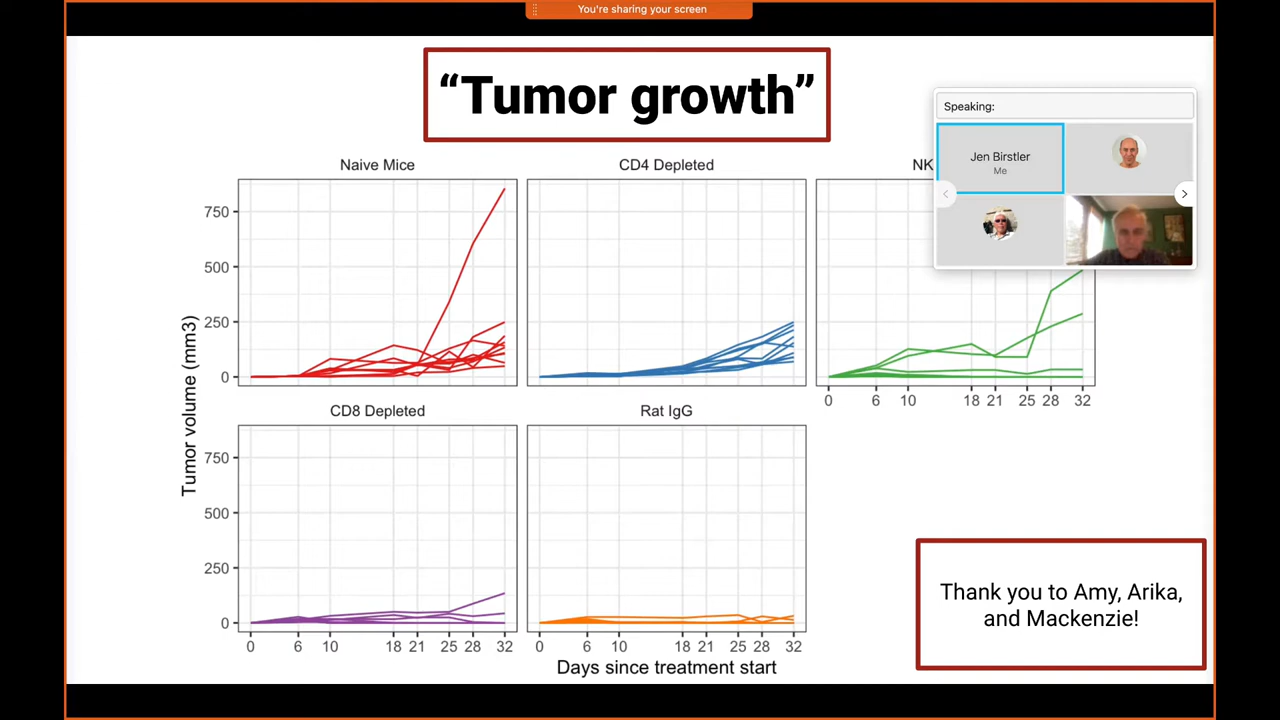 You're sharing your screen
“Tumor growth”
Speaking:
Jen Birstler
Me
Naive Mice
CD4 Depleted
NK
750
500
250
0
0 6 10 18 21 25 28 32
CD8 Depleted
Rat IgG
Tumor volume (mm3)
750
500
250
0
0 6 10 18 21 25 28 32
0 6 10 18 21 25 28 32
Days since treatment start
Thank you to Amy, Arika,
and Mackenzie!